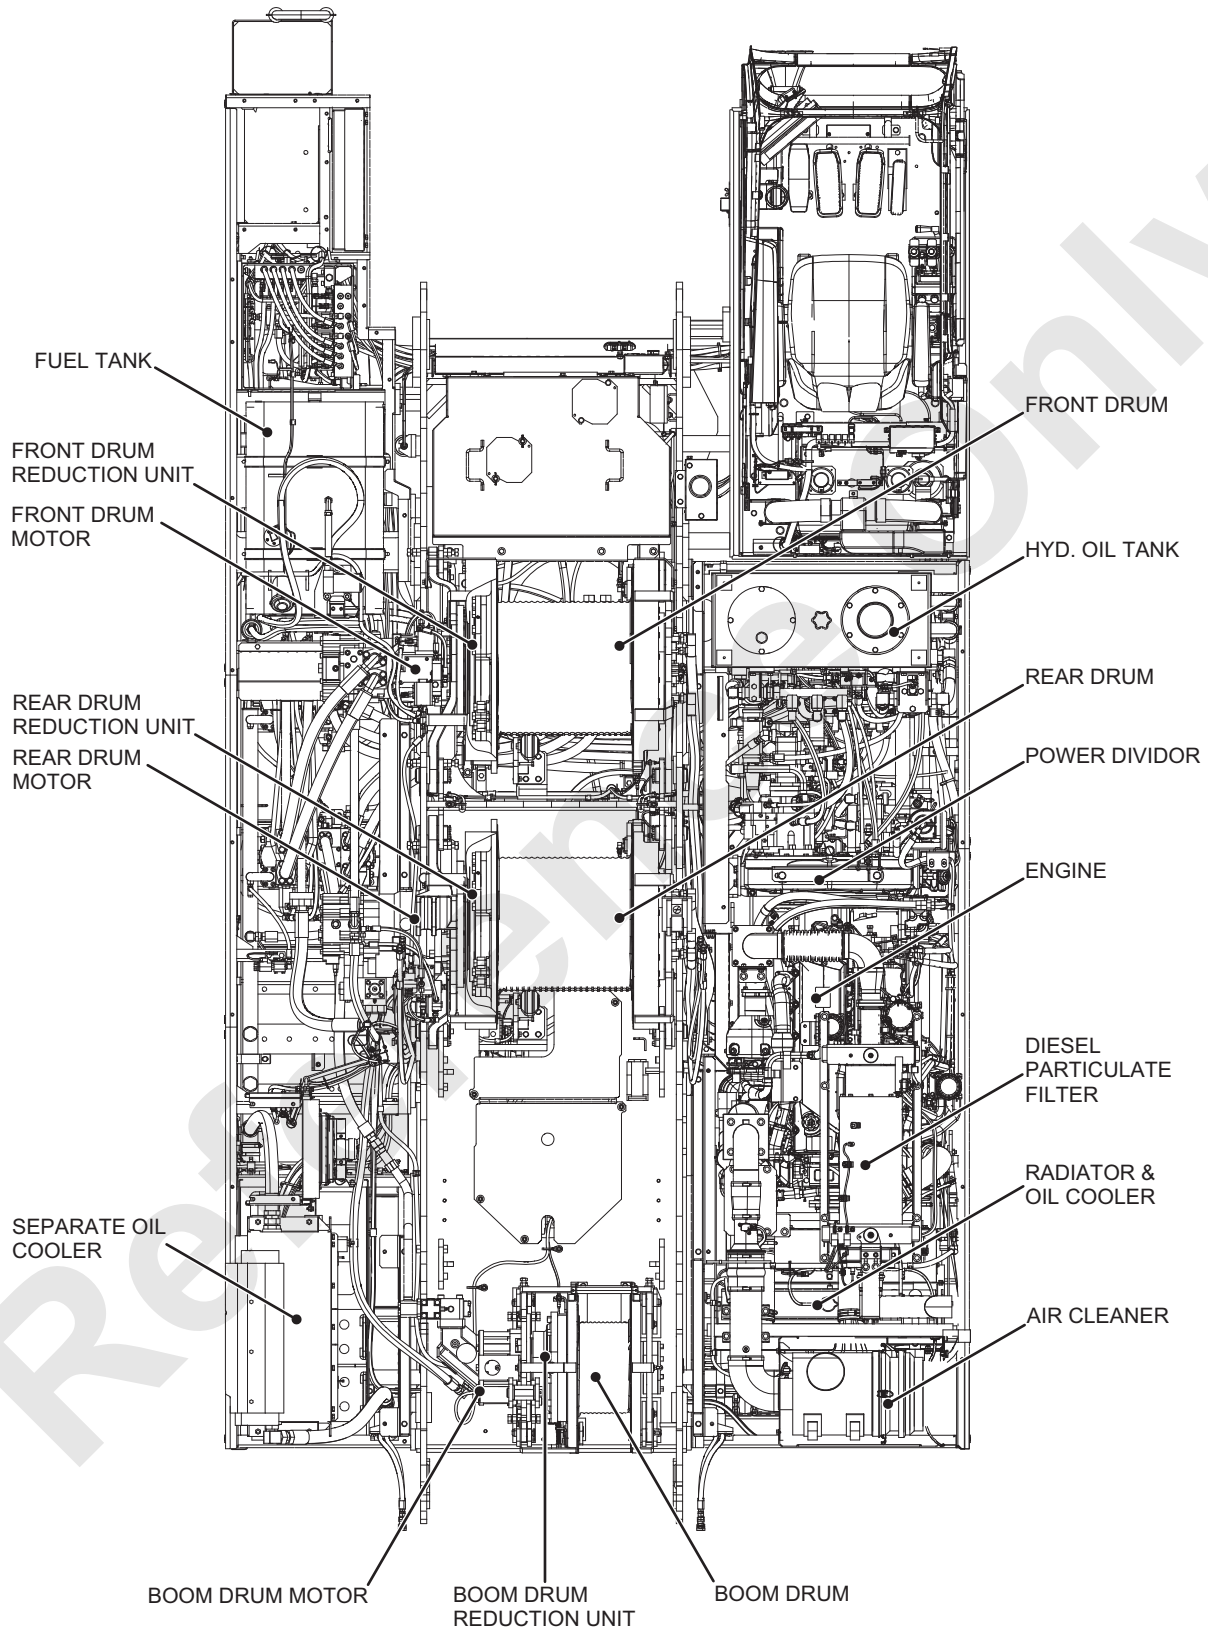 FUEL TANK
FRONT DRUM
REDUCTION UNIT
FRONT DRUM
MOTOR
REAR DRUM
REDUCTION UNIT
REAR DRUM
MOTOR
SEPARATE OIL
COOLER
BOOM DRUM MOTOR
BOOM DRUM
REDUCTION UNIT
BOOM DRUM
FRONT DRUM
HYD. OIL TANK
REAR DRUM
POWER DIVIDOR
ENGINE
DIESEL
PARTICULATE
FILTER
RADIATOR &
OIL COOLER
AIR CLEANER
Reference Only